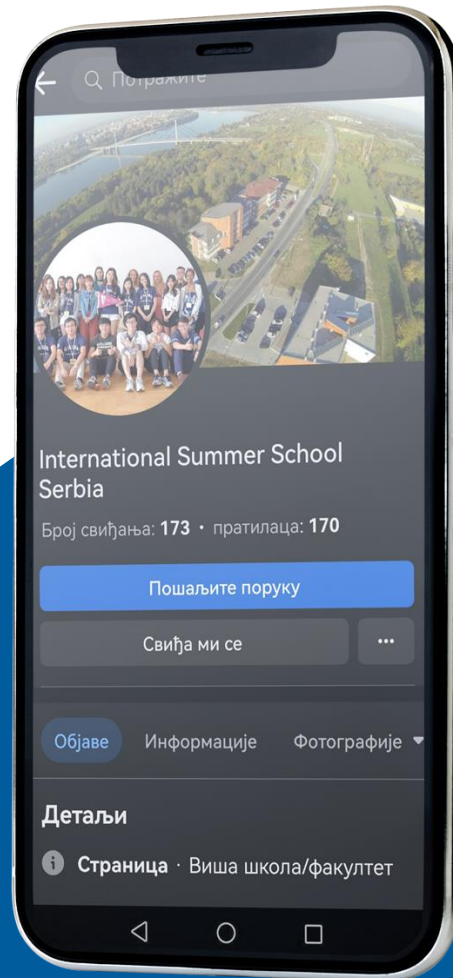 Потражите
International Summer School
Serbia
Број свиђања: 173 • пратилаца: 170
Пошаљите поруку
Свиђа ми се
Објаве Информације Фотографије
Детаљи
Страница · Виша школа/факултет